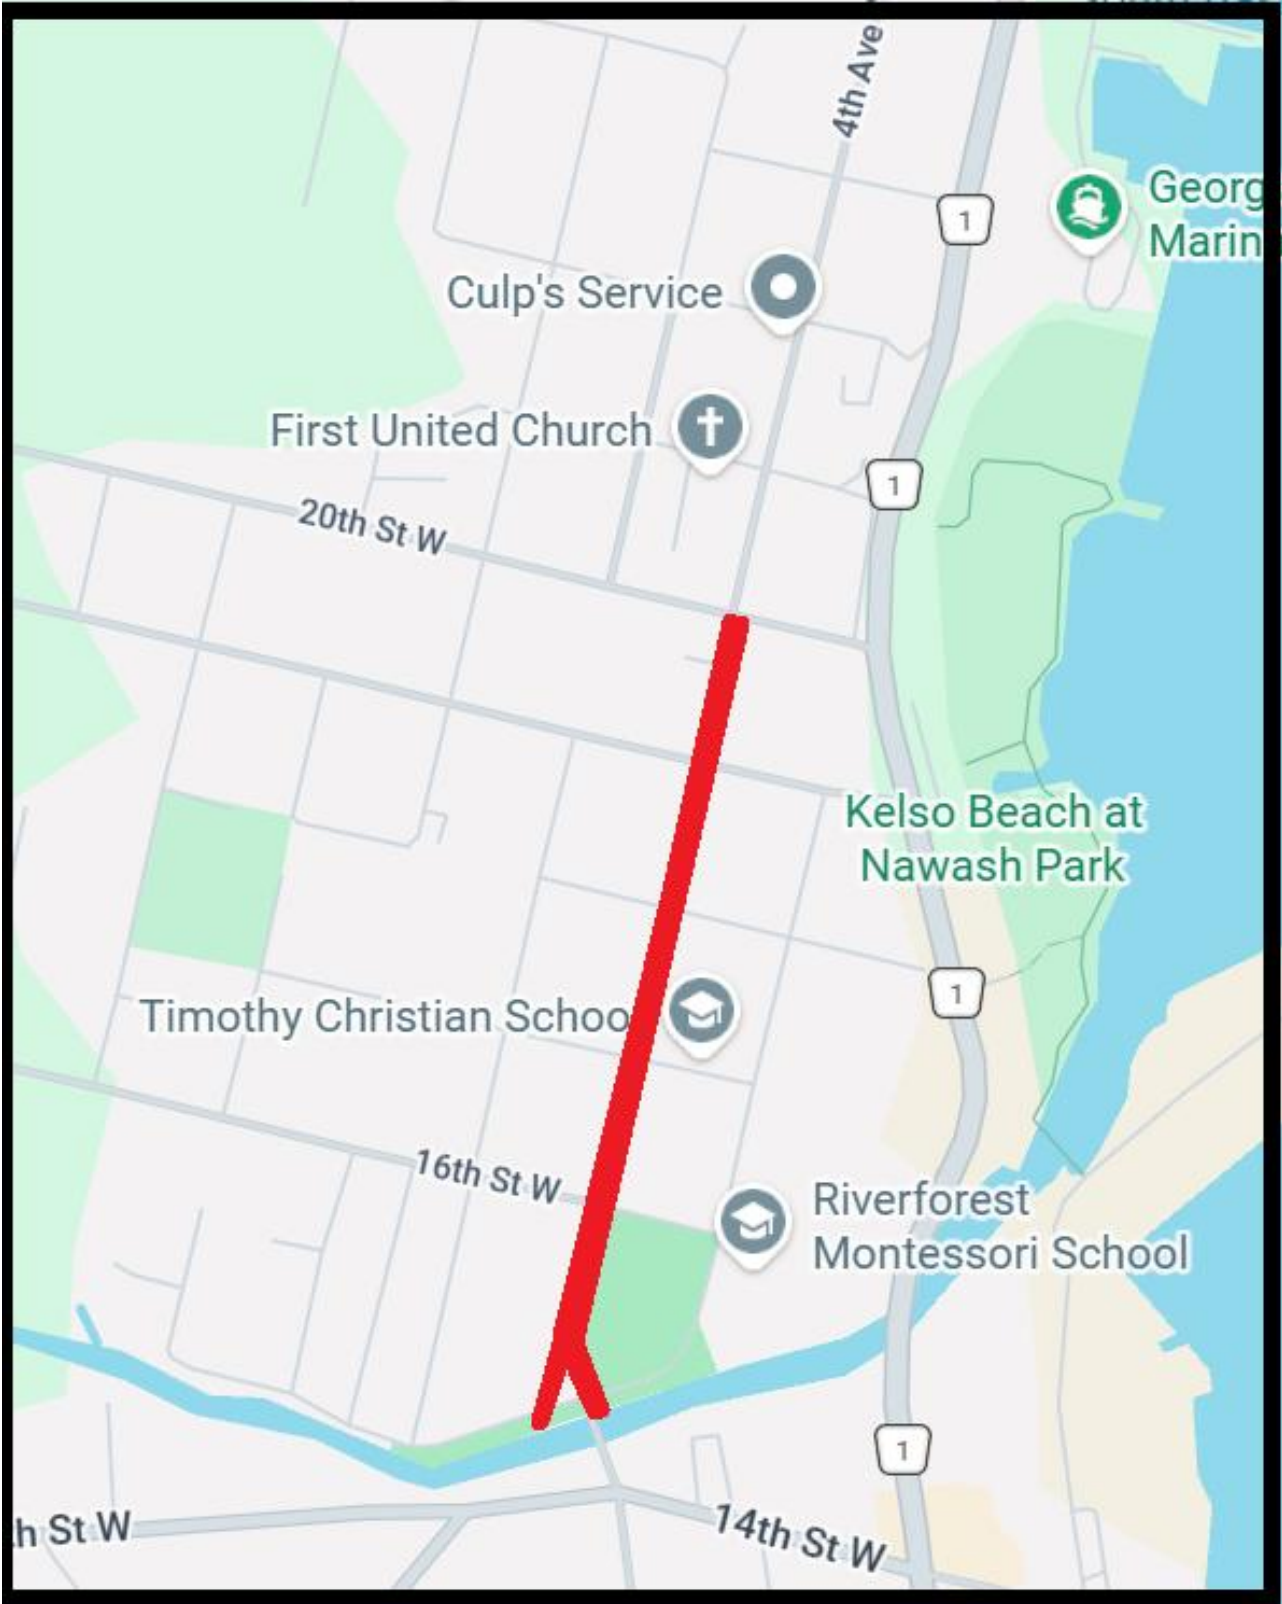 4th Ave
1
Georg
Marin
Culp's Service
First United Church
1
20th St W
Kelso Beach at
Nawash Park
1
Timothy Christian Schoo
16th St W
Riverforest
Montessori School
1
14th St W
h St W